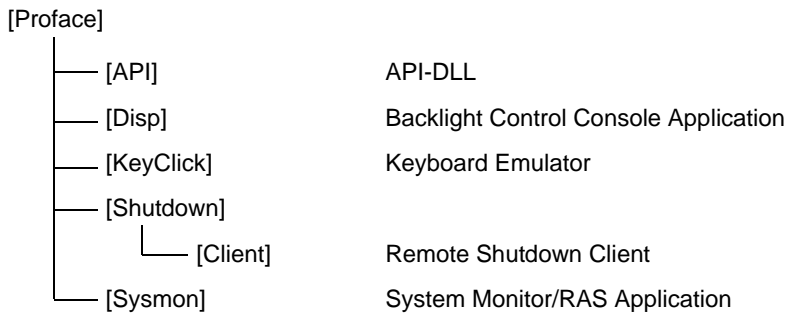 [Proface]
[API] API-DLL
[Disp] Backlight Control Console Application
[KeyClick] Keyboard Emulator
[Shutdown]
[Client] Remote Shutdown Client
[Sysmon] System Monitor/RAS Application